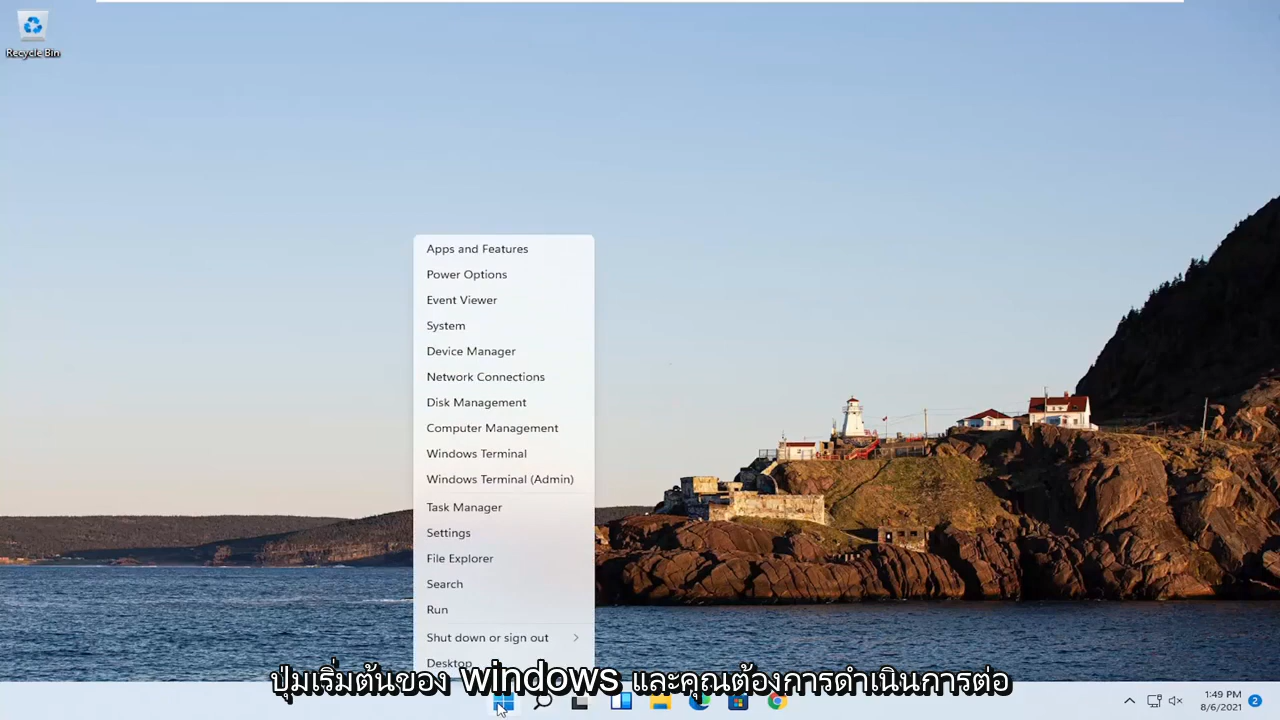 Recycle Bin
Apps and Features
Power Options
Event Viewer
System
Device Manager
Network Connections
Disk Management
Computer Management
Windows Terminal
Windows Terminal (Admin)
Task Manager
Settings
File Explorer
Search
Run
Shut down or sign out
Desktop
ปุ่มเริ่มต้นของ windows และคุณต้องการดำเนินการต่อ
1:49 PM
8/6/2021
2